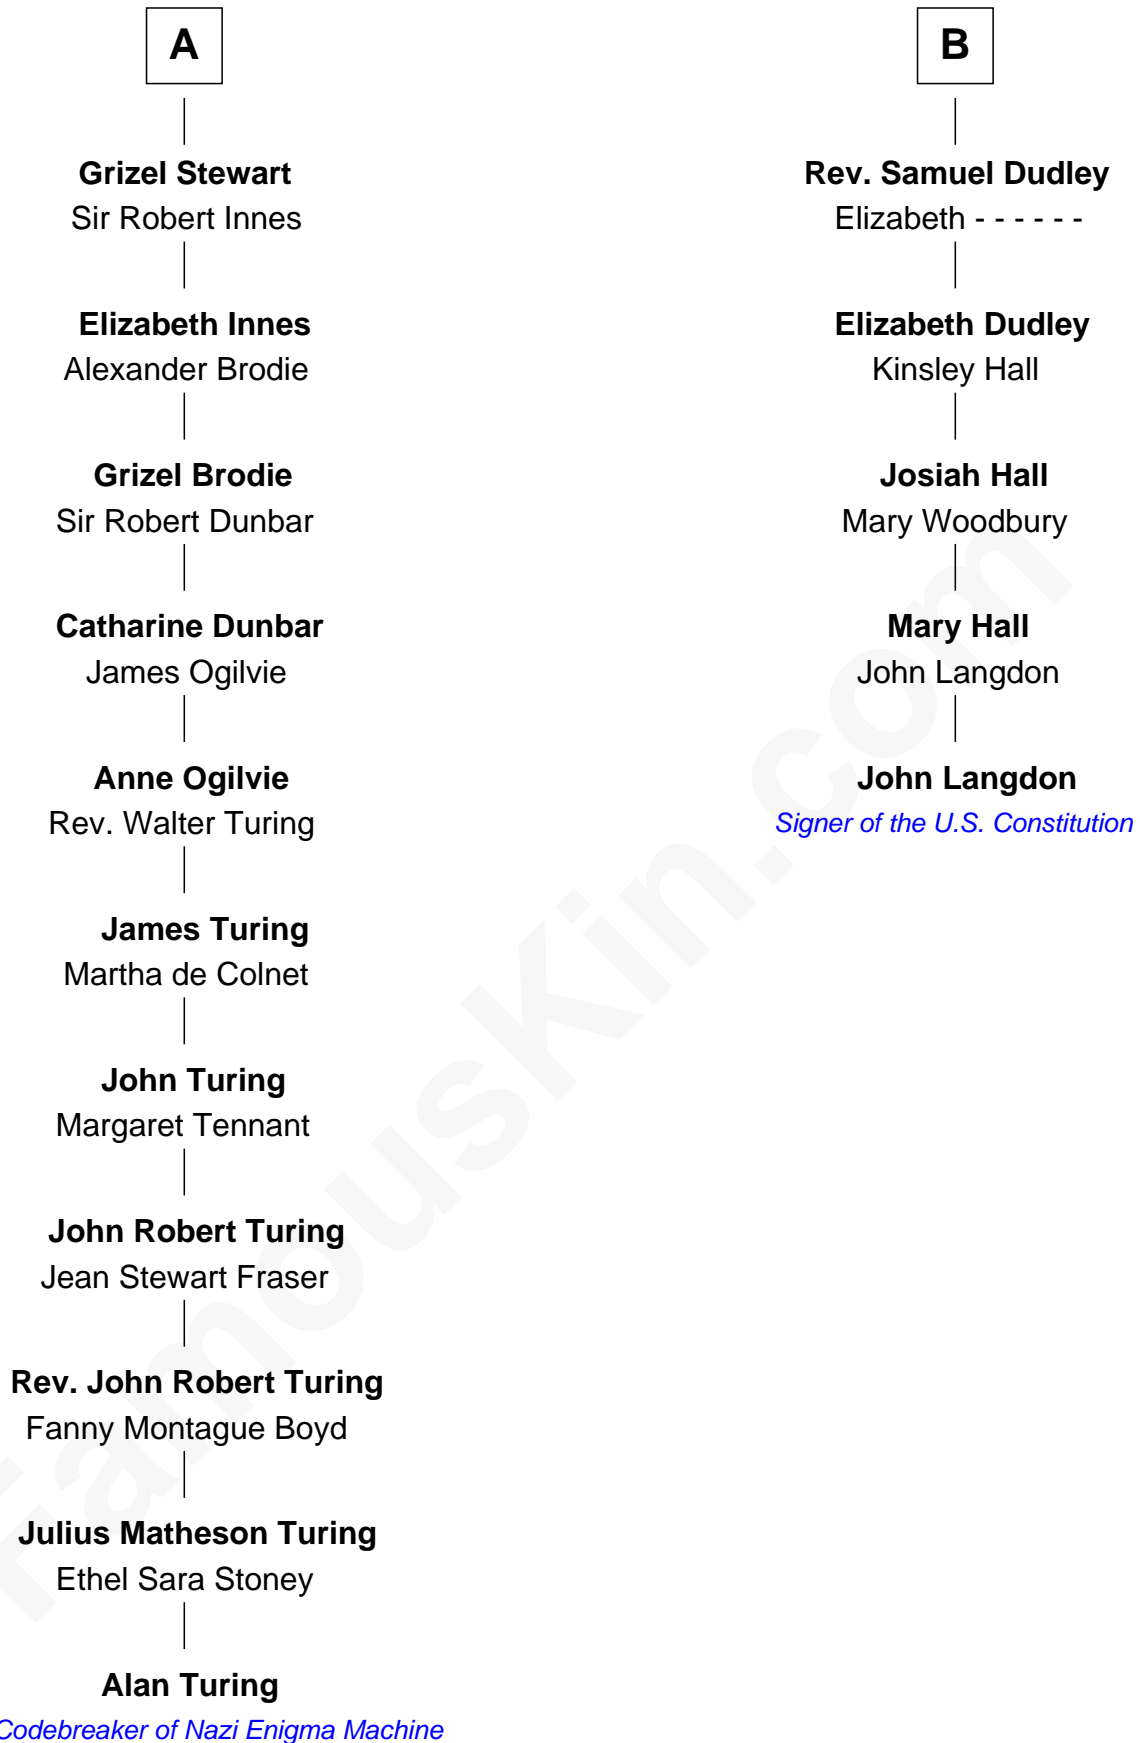 A
Grizel Stewart
Sir Robert Innes
Elizabeth Innes
Alexander Brodie
Grizel Brodie
Sir Robert Dunbar
Catharine Dunbar
James Ogilvie
Anne Ogilvie
Rev. Walter Turing
James Turing
Martha de Colnet
John Turing
Margaret Tennant
John Robert Turing
Jean Stewart Fraser
Rev. John Robert Turing
Fanny Montague Boyd
Julius Matheson Turing
Ethel Sara Stoney
Alan Turing
Codebreaker of Nazi Enigma Machine
B
Rev. Samuel Dudley
Elizabeth - - - - - -
Elizabeth Dudley
Kinsley Hall
Josiah Hall
Mary Woodbury
Mary Hall
John Langdon
John Langdon
Signer of the U.S. Constitution
FamousKin.com